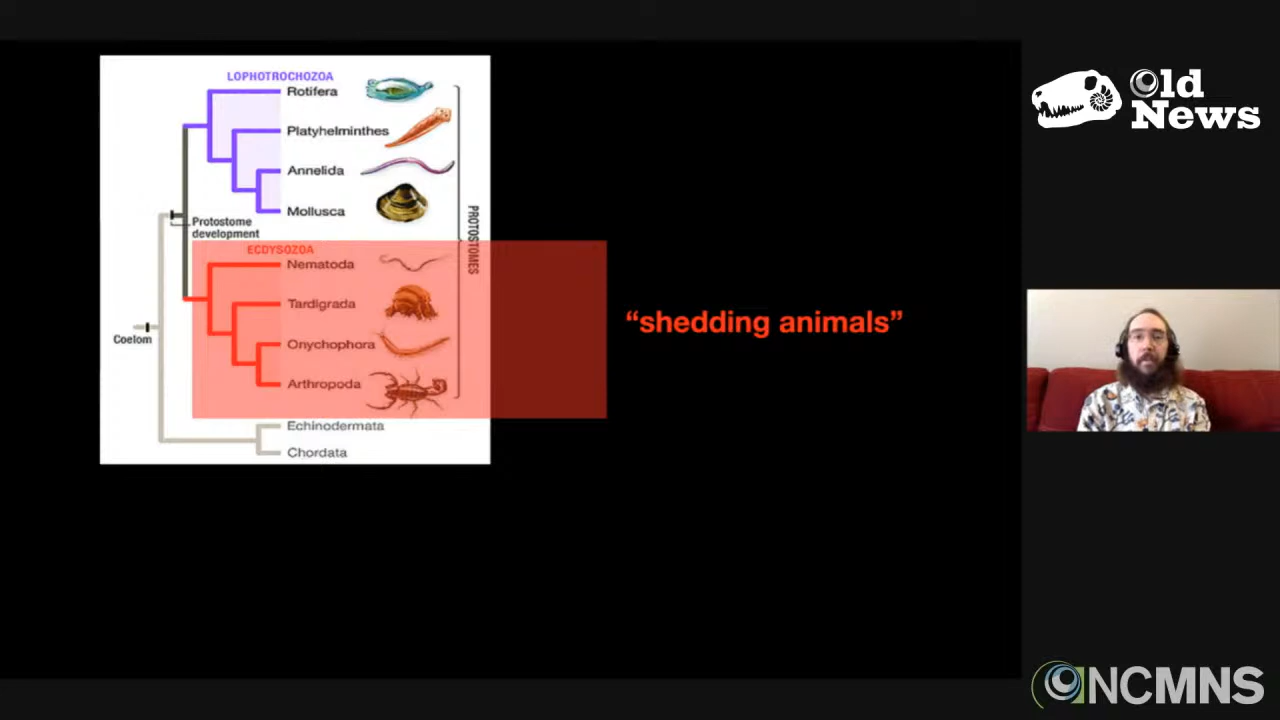 LOPHOTROCHOZOA
Rotifera
Platyhelminthes
Annelida
Mollusca
Protostome
development
PROTOSTOMES
ECDYSOZOA
Nematoda
Tardigrada
Onychophora
Arthropoda
Coelom
Echinodermata
Chordata
“shedding animals”
Old
News
NCMNS